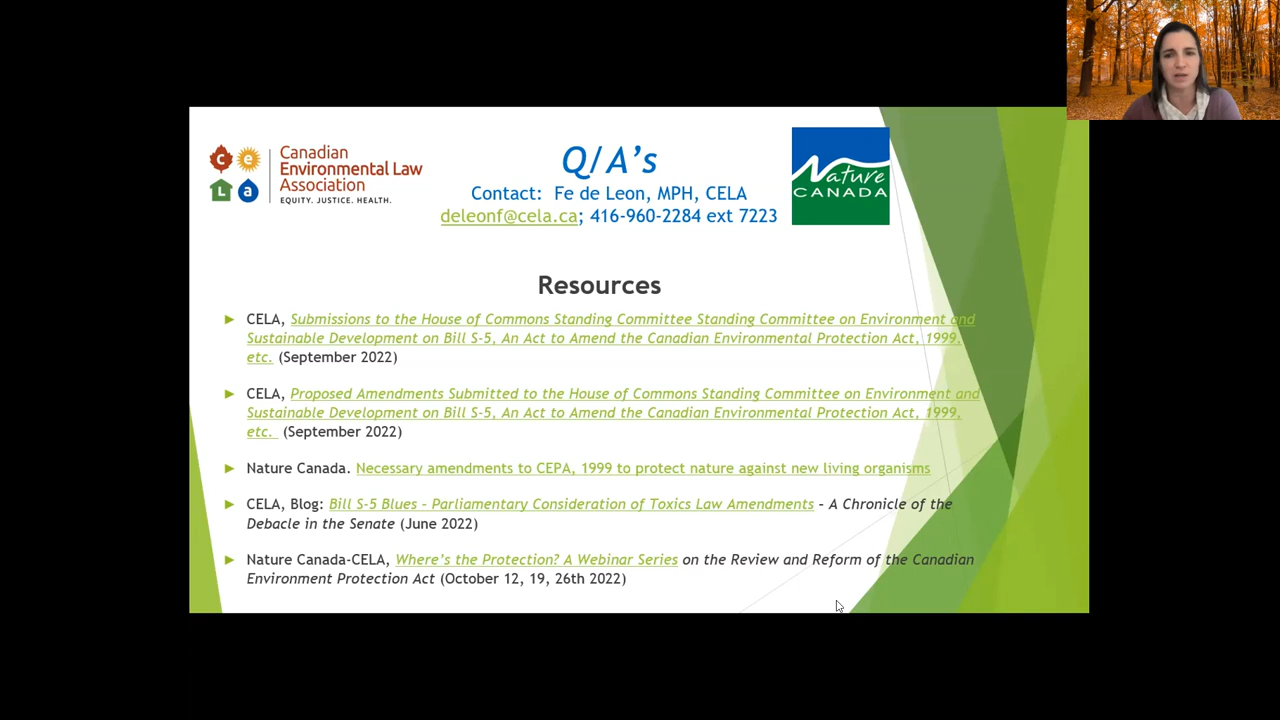 Canadian
Environmental Law
Association
EQUITY. JUSTICE. HEALTH.
c e L a
Q/A's
Contact: Fe de Leon, MPH, CELA
deleonf@cela.ca; 416-960-2284 ext 7223
Nature
CANADA
Resources
► CELA, Submissions to the House of Commons Standing Committee Standing Committee on Environment and
Sustainable Development on Bill S-5, An Act to Amend the Canadian Environmental Protection Act, 1999,
etc. (September 2022)
► CELA, Proposed Amendments Submitted to the House of Commons Standing Committee on Environment and
Sustainable Development on Bill S-5, An Act to Amend the Canadian Environmental Protection Act, 1999,
etc. (September 2022)
► Nature Canada. Necessary amendments to CEPA, 1999 to protect nature against new living organisms
► CELA, Blog: Bill S-5 Blues – Parliamentary Consideration of Toxics Law Amendments – A Chronicle of the
Debacle in the Senate (June 2022)
► Nature Canada-CELA, Where's the Protection? A Webinar Series on the Review and Reform of the Canadian
Environment Protection Act (October 12, 19, 26th 2022)